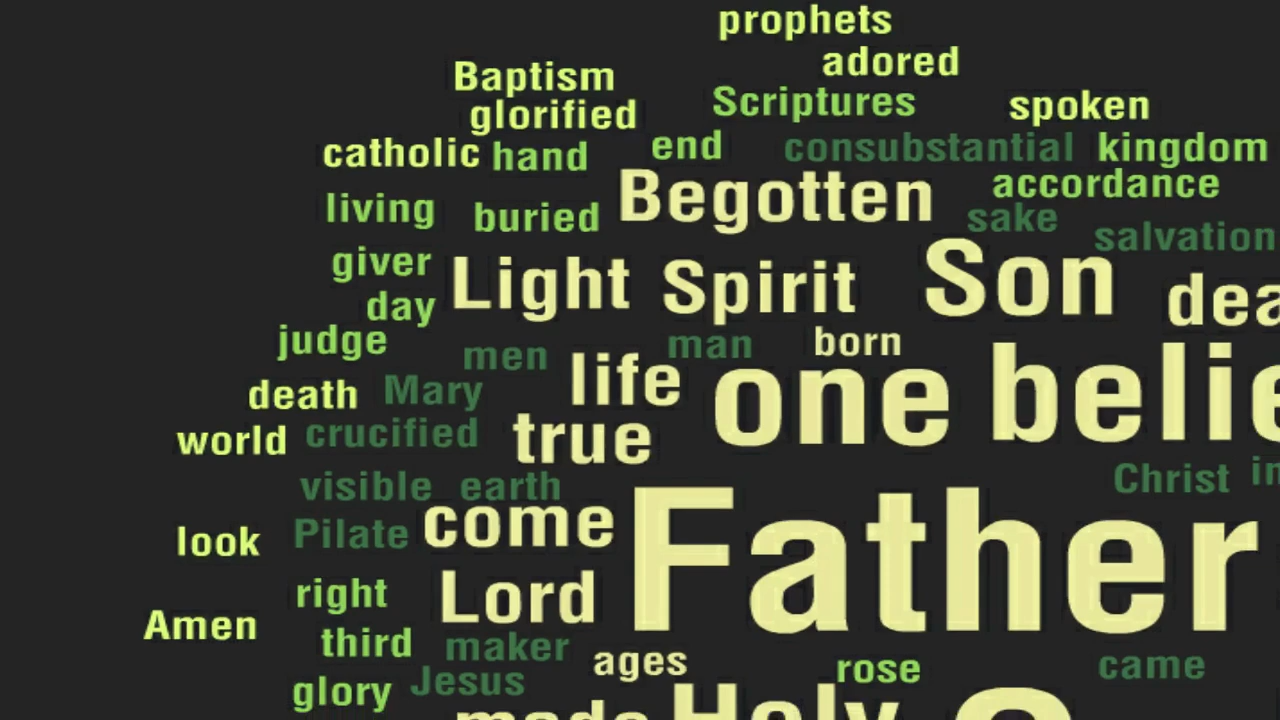 prophets
adored
Baptism
Scriptures
spoken
glorified
end
consubstantial
kingdom
catholic
hand
Begotten
accordance
living
buried
sake
salvation
giver
Light
Spirit
Son
day
judge
men
man
born
death
Mary
life
one
world
crucified
true
visible
earth
Christ
look
Pilate
come
Father
right
Lord
Amen
third
maker
ages
rose
came
glory
Jesus
made
Holy